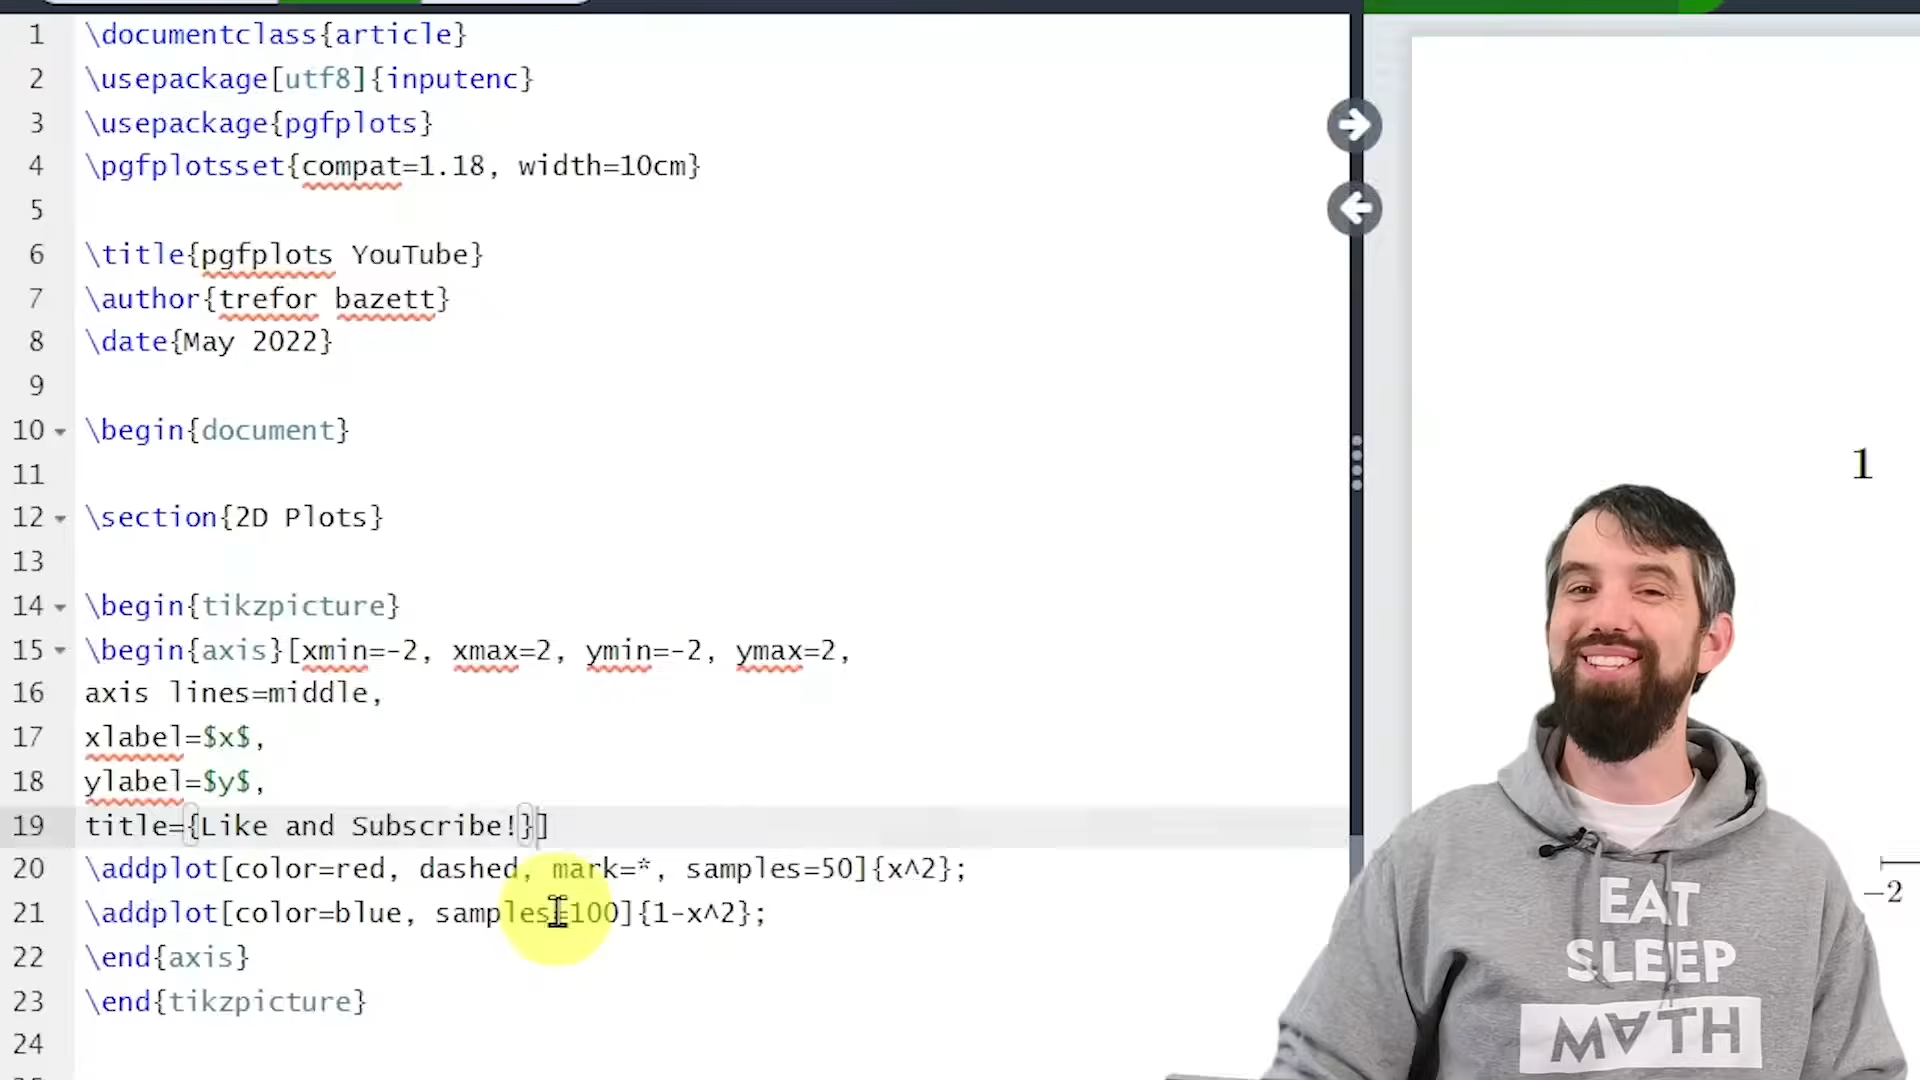 1 \documentclass{article}
2 \usepackage[utf8]{inputenc}
3 \usepackage{pgfplots}
4 \pgfplotsset{compat=1.18, width=10cm}
5
6 \title{pgfplots YouTube}
7 \author{trefor bazett}
8 \date{May 2022}
9
10 \begin{document}
11
12 \section{2D Plots}
13
14 \begin{tikzpicture}
15 \begin{axis}[xmin=-2, xmax=2, ymin=-2, ymax=2,
16 axis lines=middle,
17 xlabel=$x$,
18 ylabel=$y$,
19 title={Like and Subscribe!}]
20 \addplot[color=red, dashed, mark=*, samples=50]{x^2};
21 \addplot[color=blue, samples=100]{1-x^2};
22 \end{axis}
23 \end{tikzpicture}
24
1
−2
EAT
SLEEP
M∀TH